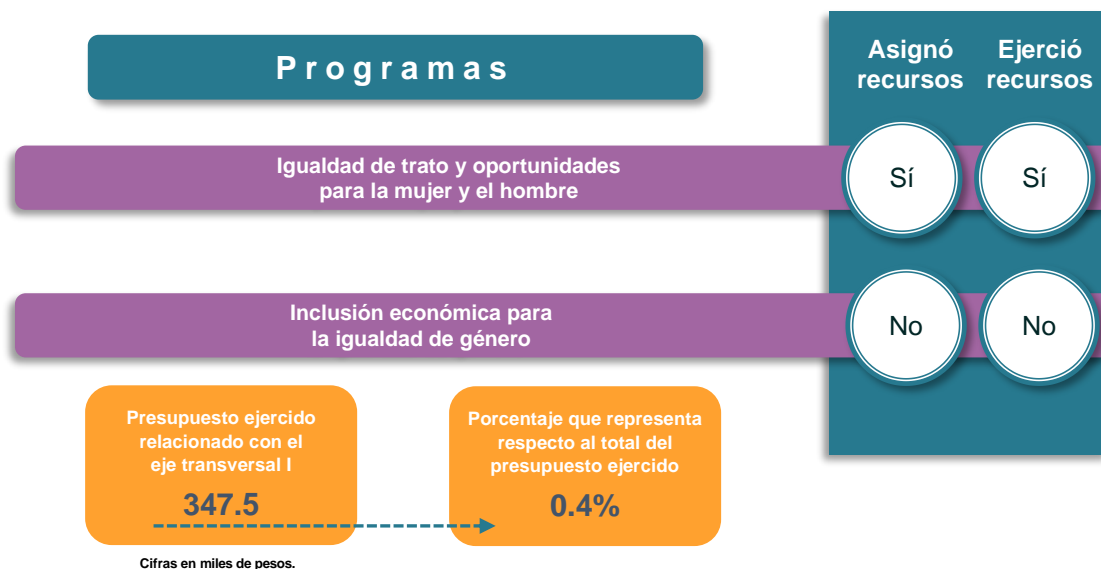 Programas
Asignó
recursos
Ejerció
recursos
Igualdad de trato y oportunidades
para la mujer y el hombre
Sí
Sí
Inclusión económica para
la igualdad de género
No
No
Presupuesto ejercido
relacionado con el
eje transversal I
347.5
Porcentaje que representa
respecto al total del
presupuesto ejercido
0.4%
Cifras en miles de pesos.